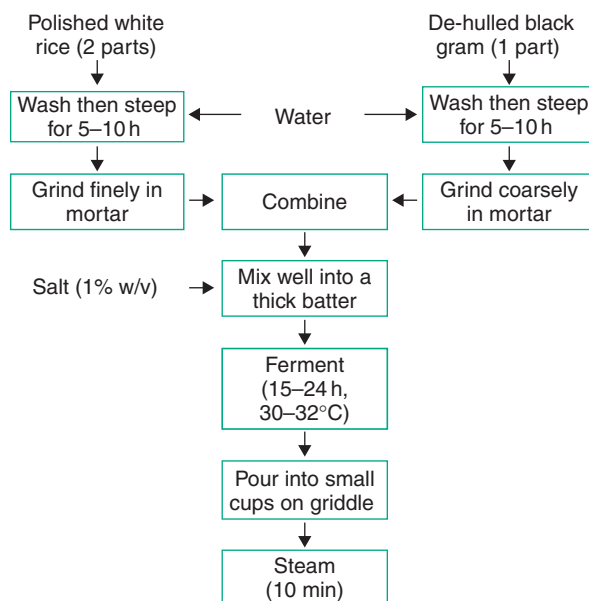 Polished white
rice (2 parts)
De-hulled black
gram (1 part)
Wash then steep
for 5–10 h
Water
Wash then steep
for 5–10 h
Grind finely in
mortar
Combine
Grind coarsely
in mortar
Salt (1% w/v)
Mix well into a
thick batter
Ferment
(15–24 h,
30–32°C)
Pour into small
cups on griddle
Steam
(10 min)